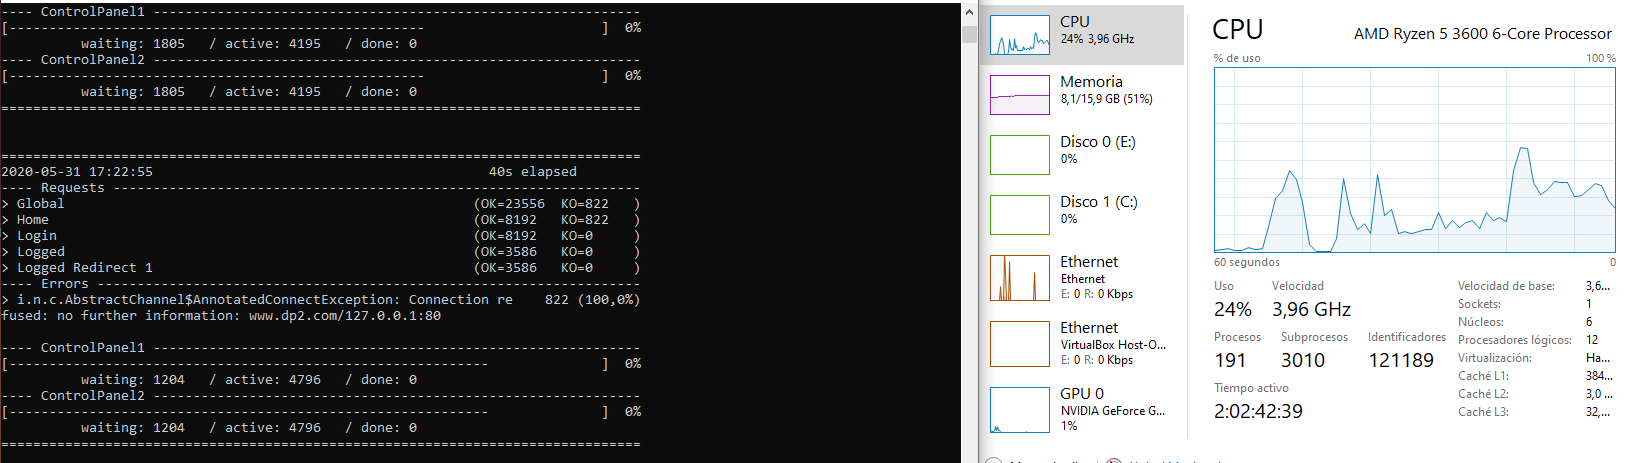 ---- ControlPanel1 -------------------------------------------------------------
[---------------------------------------------------- ] 0%
waiting: 1805 / active: 4195 / done: 0
---- ControlPanel2 -------------------------------------------------------------
[---------------------------------------------------- ] 0%
waiting: 1805 / active: 4195 / done: 0
================================================================================
================================================================================
2020-05-31 17:22:55 40s elapsed
---- Requests ------------------------------------------------------------------
> Global (OK=23556 KO=822 )
> Home (OK=8192 KO=822 )
> Login (OK=8192 KO=0 )
> Logged (OK=3586 KO=0 )
> Logged Redirect 1 (OK=3586 KO=0 )
---- Errors --------------------------------------------------------------------
> i.n.c.AbstractChannel$AnnotatedConnectException: Connection re 822 (100,0%)
fused: no further information: www.dp2.com/127.0.0.1:80
---- ControlPanel1 -------------------------------------------------------------
[------------------------------------------------------------ ] 0%
waiting: 1204 / active: 4796 / done: 0
---- ControlPanel2 -------------------------------------------------------------
[------------------------------------------------------------ ] 0%
waiting: 1204 / active: 4796 / done: 0
================================================================================
CPU
24% 3,96 GHz
Memoria
8,1/15,9 GB (51%)
Disco 0 (E:)
0%
Disco 1 (C:)
0%
Ethernet
Ethernet
E: 0 R: 0 Kbps
Ethernet
VirtualBox Host-O...
E: 0 R: 0 Kbps
GPU 0
NVIDIA GeForce G...
1%
CPU AMD Ryzen 5 3600 6-Core Processor
% de uso 100 %
60 segundos 0
Uso Velocidad
24% 3,96 GHz
Procesos Subprocesos Identificadores
191 3010 121189
Tiempo activo
2:02:42:39
Velocidad de base: 3,6...
Sockets: 1
Núcleos: 6
Procesadores lógicos: 12
Virtualización: Ha...
Caché L1: 384...
Caché L2: 3,0 ...
Caché L3: 32,...